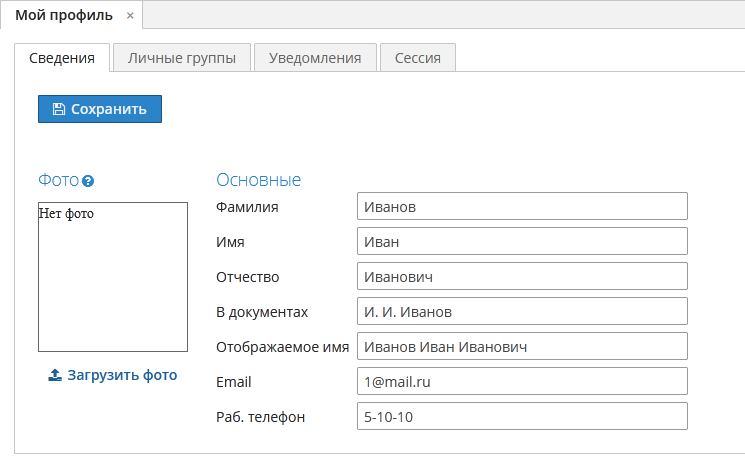 Мой профиль ×
Сведения Личные группы Уведомления Сессия
Сохранить
Фото ?
Нет фото
Загрузить фото
Основные
Фамилия Иванов
Имя Иван
Отчество Иванович
В документах И. И. Иванов
Отображаемое имя Иванов Иван Иванович
Email 1@mail.ru
Раб. телефон 5-10-10